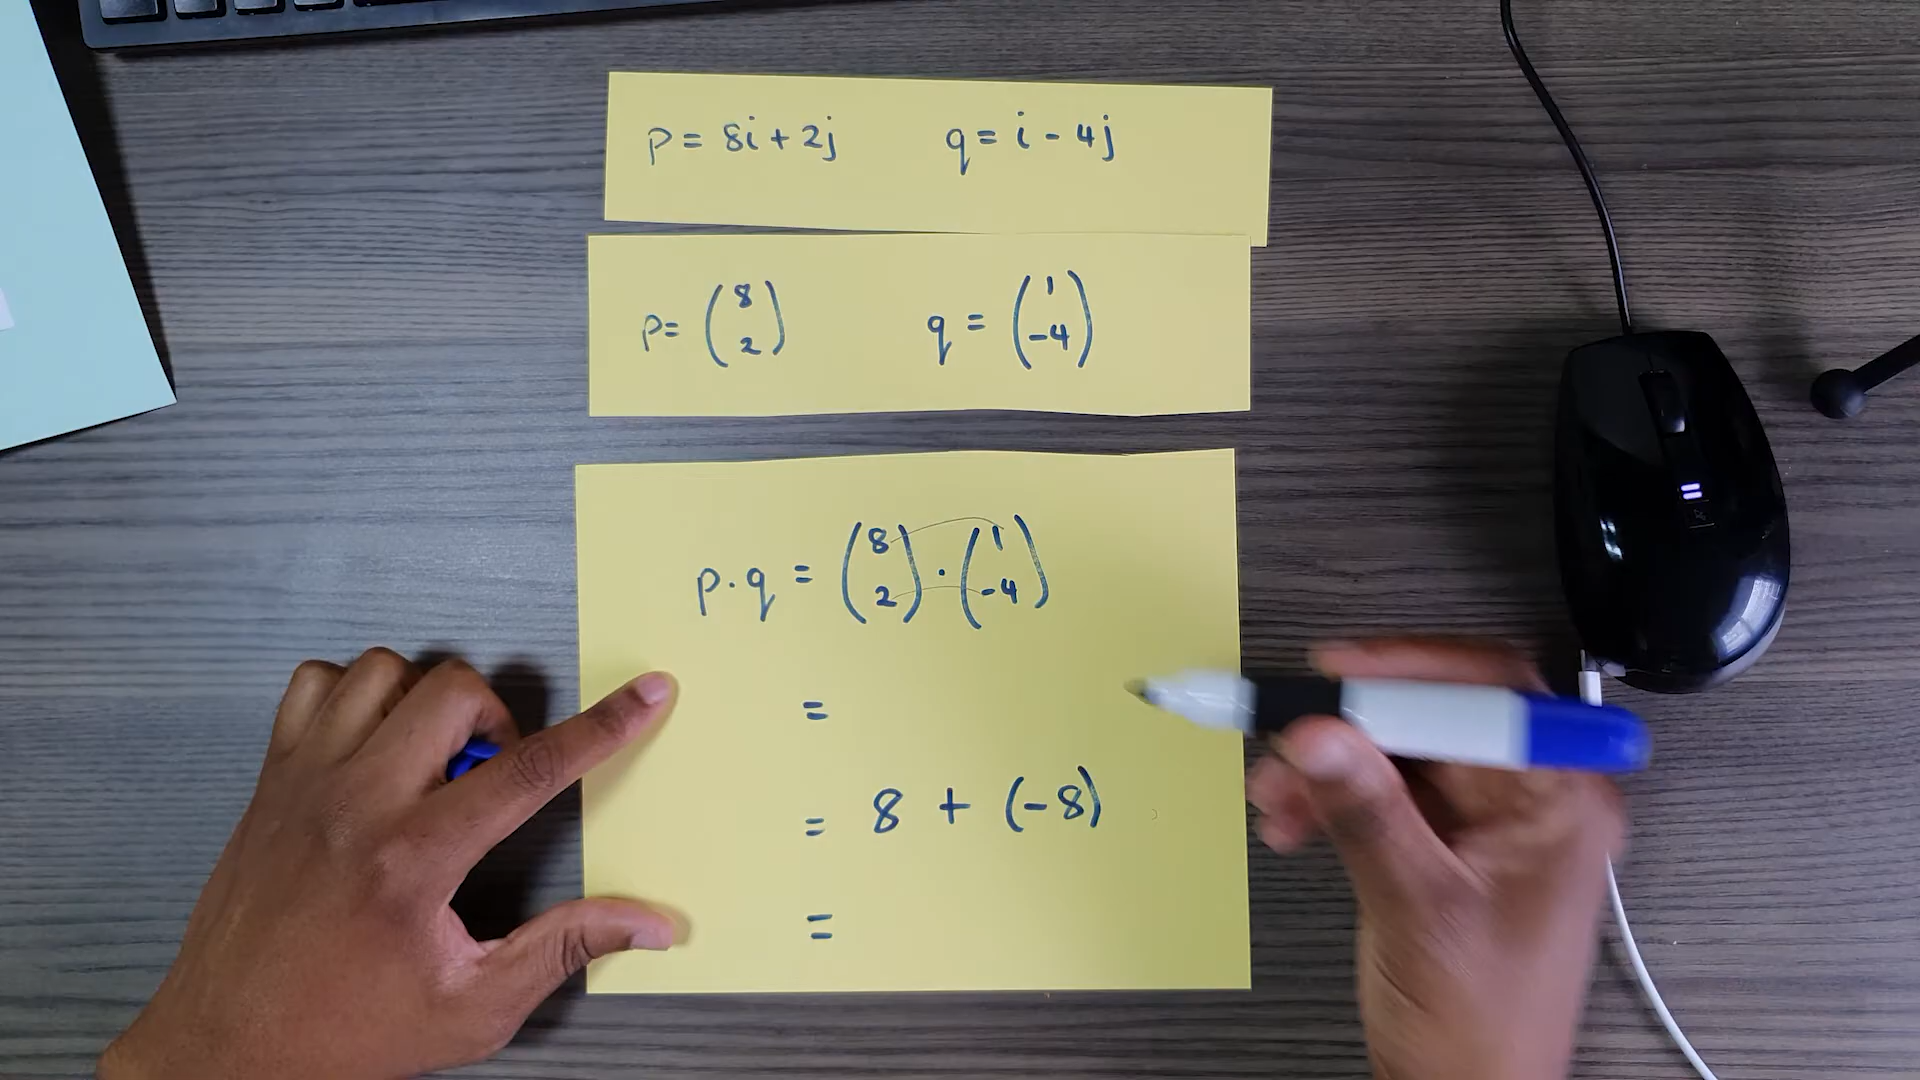 p = 8i + 2j q = i - 4j
p = (8 2) q = (1 -4)
p · q = (8 2) · (1 -4)
=
= 8 + (-8)
=